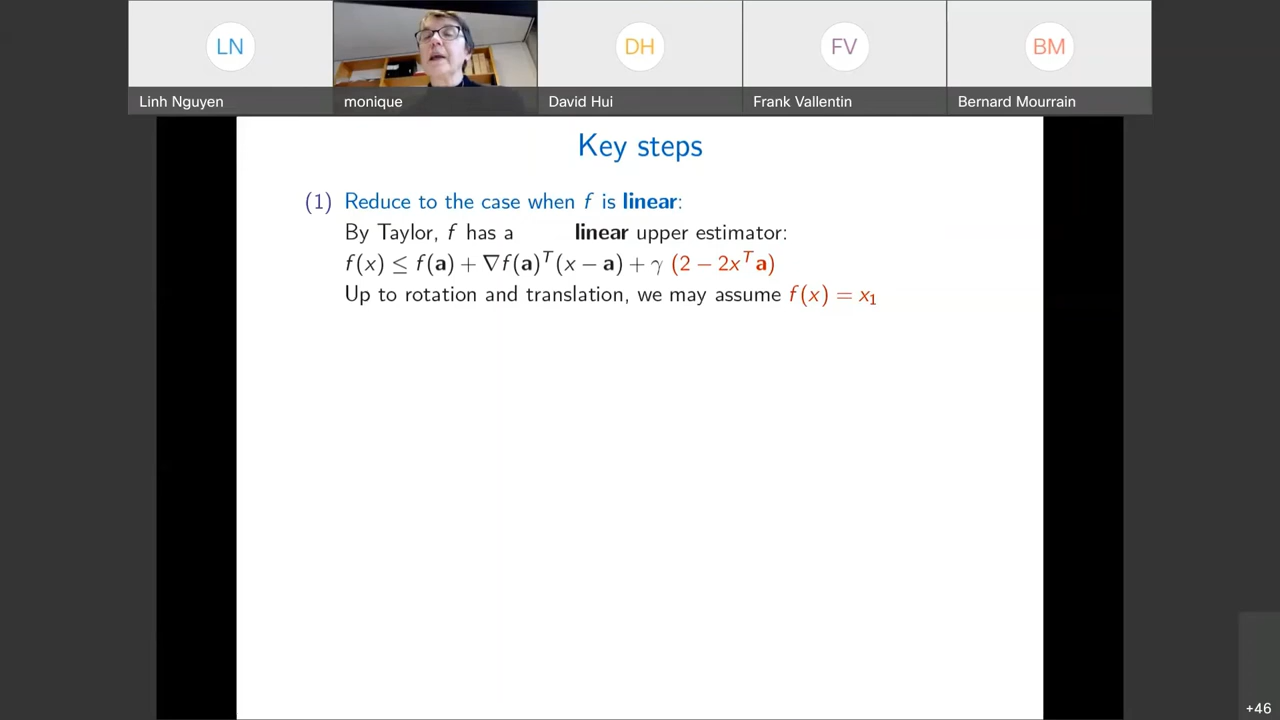 LN
DH
FV
BM
Linh Nguyen
monique
David Hui
Frank Vallentin
Bernard Mourrain
Key steps
(1) Reduce to the case when f is linear:
By Taylor, f has a linear upper estimator:
f(x) ≤ f(a) + ∇f(a)ᵀ(x − a) + γ (2 − 2xᵀa)
Up to rotation and translation, we may assume f(x) = x₁
+46